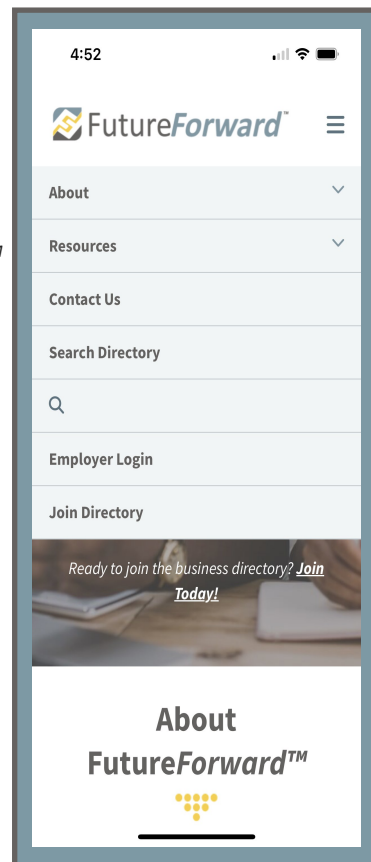 4:52
FutureForward™
About
Resources
Contact Us
Search Directory
Employer Login
Join Directory
Ready to join the business directory? Join
Today!
About
FutureForward™